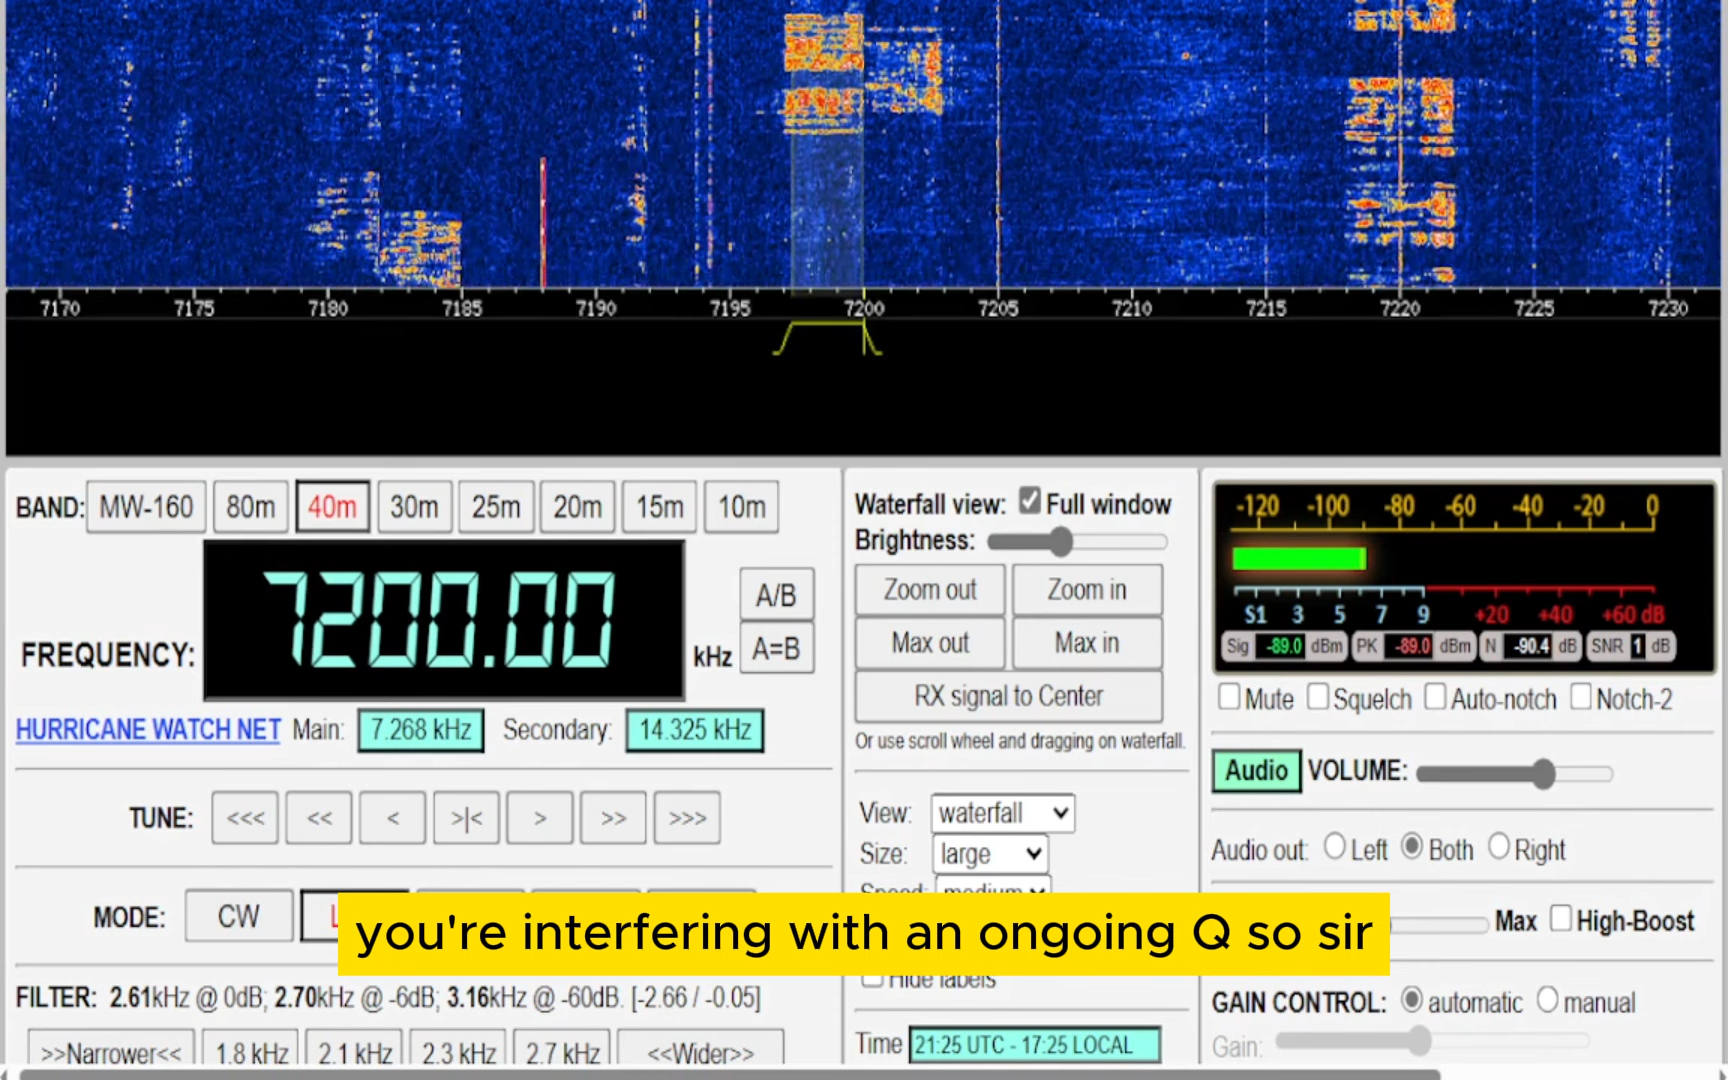 7170 7175 7180 7185 7190 7195 7200 7205 7210 7215 7220 7225 7230
BAND: MW-160 80m 40m 30m 25m 20m 15m 10m
FREQUENCY: 7200.00 kHz
A/B
A=B
HURRICANE WATCH NET Main: 7.268 kHz Secondary: 14.325 kHz
TUNE: <<< << < >|< > >> >>>
MODE: CW
FILTER: 2.61kHz @ 0dB; 2.70kHz @ -6dB; 3.16kHz @ -60dB. [-2.66 / -0.05]
>>Narrower<< 1.8 kHz 2.1 kHz 2.3 kHz 2.7 kHz <<Wider>>
Waterfall view: Full window
Brightness:
Zoom out Zoom in
Max out Max in
RX signal to Center
Or use scroll wheel and dragging on waterfall.
View: waterfall
Size: large
Speed: medium
Hide labels
Time 21:25 UTC - 17:25 LOCAL
-120 -100 -80 -60 -40 -20 0
S1 3 5 7 9 +20 +40 +60 dB
Sig -89.0 dBm PK -89.0 dBm N -90.4 dB SNR 1 dB
Mute Squelch Auto-notch Notch-2
Audio VOLUME:
Audio out: Left Both Right
Max High-Boost
GAIN CONTROL: automatic manual
Gain:
you're interfering with an ongoing Q so sir